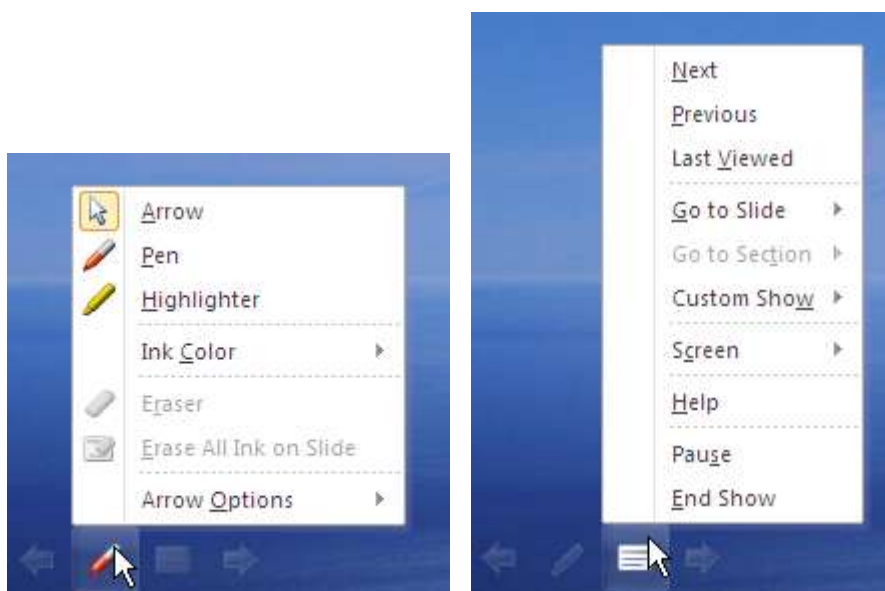 Arrow
Pen
Highlighter
Ink Color
Eraser
Erase All Ink on Slide
Arrow Options
Next
Previous
Last Viewed
Go to Slide
Go to Section
Custom Show
Screen
Help
Pause
End Show